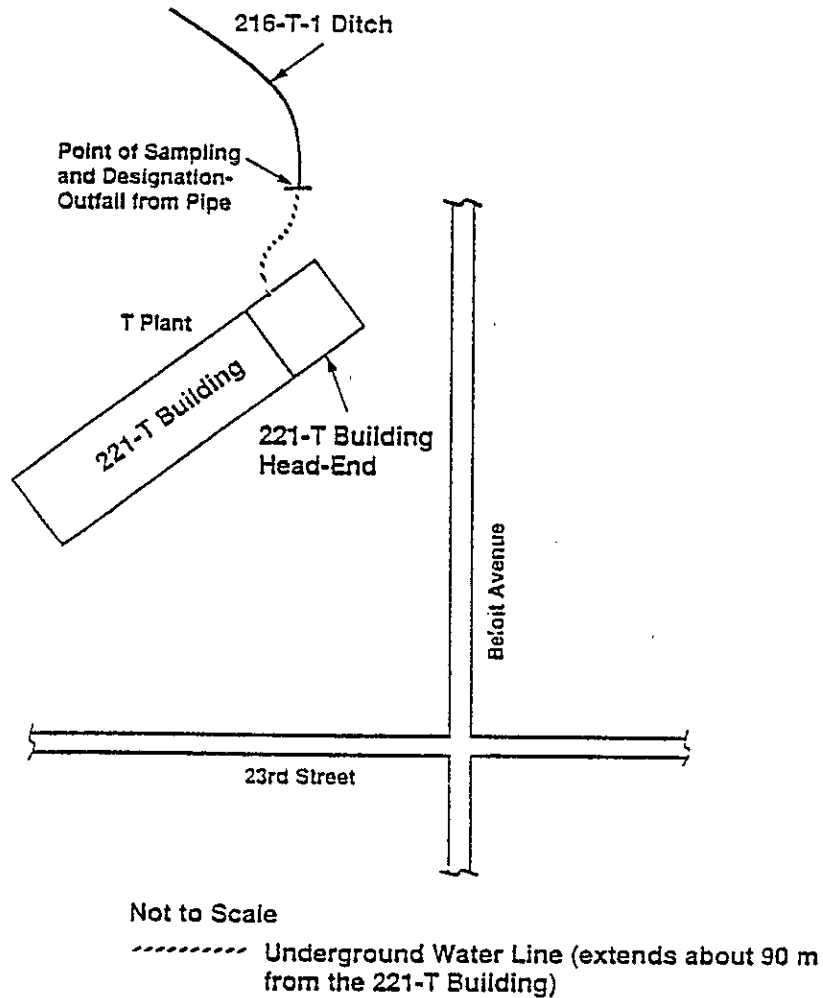 216-T-1 Ditch
Point of Sampling
and Designation-
Outfall from Pipe
T Plant
221-T Building
221-T Building
Head-End
Beloit Avenue
23rd Street
Not to Scale
Underground Water Line (extends about 90 m
from the 221-T Building)